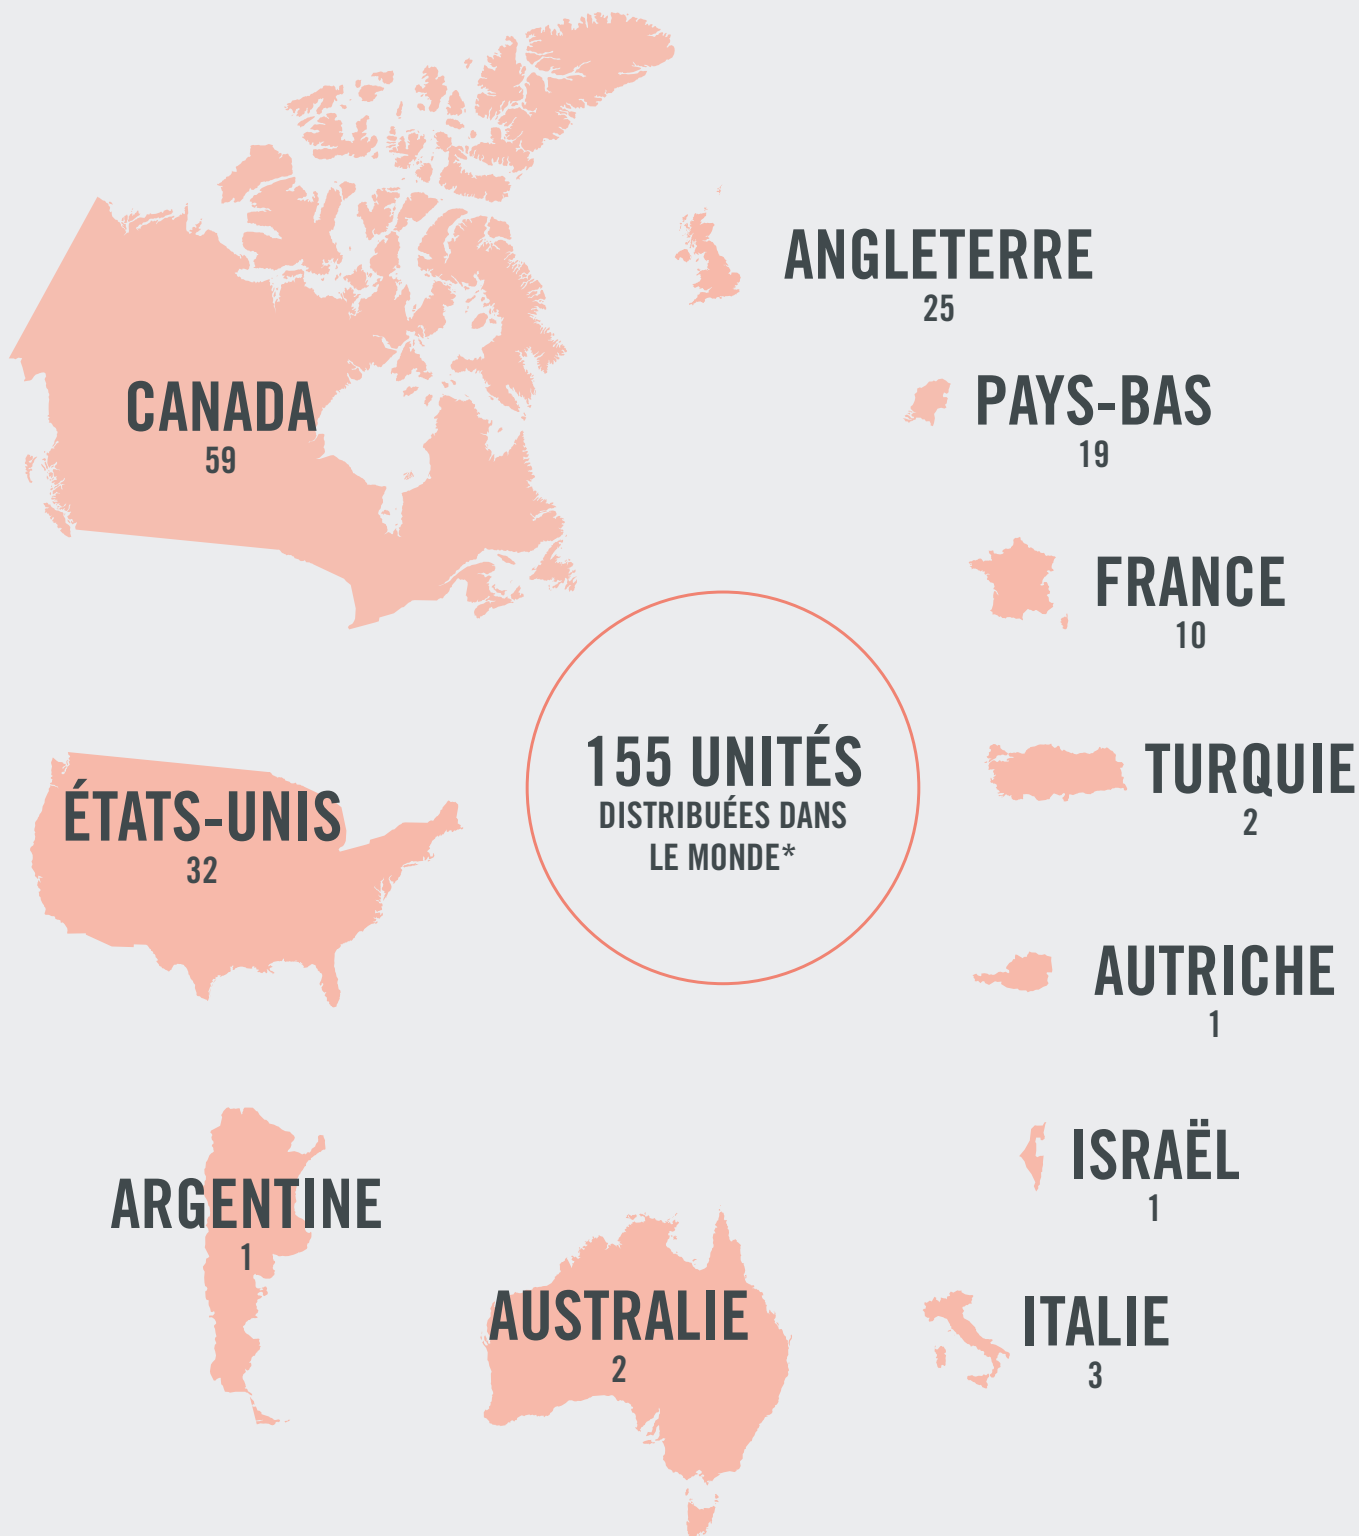 ANGLETERRE
25
CANADA
59
PAYS-BAS
19
FRANCE
10
155 UNITÉS
DISTRIBUÉES DANS
LE MONDE*
TURQUIE
2
ÉTATS-UNIS
32
AUTRICHE
1
ARGENTINE
1
ISRAËL
1
AUSTRALIE
2
ITALIE
3